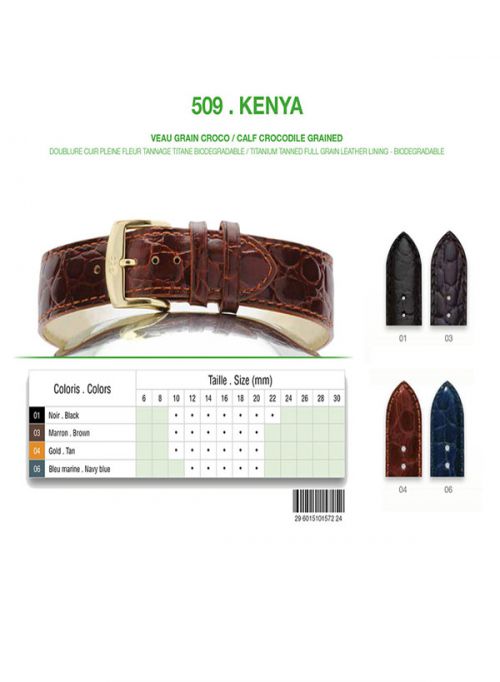 509 . KENYA
VEAU GRAIN CROCO / CALF CROCODILE GRAINED
DOUBLURE CUIR PLEINE FLEUR TANNAGE TITANE BIODEGRADABLE / TITANIUM TANNED FULL GRAIN LEATHER LINING - BIODEGRADABLE
01 03
Coloris . Colors
Taille . Size (mm)
6 8 10 12 14 16 18 20 22 24 26 28 30
01 Noir . Black • • • • • • •
03 Marron . Brown • • • • • •
04 Gold . Tan • • • • • •
06 Bleu marine . Navy blue • • • • •
04 06
29 6015101572 24